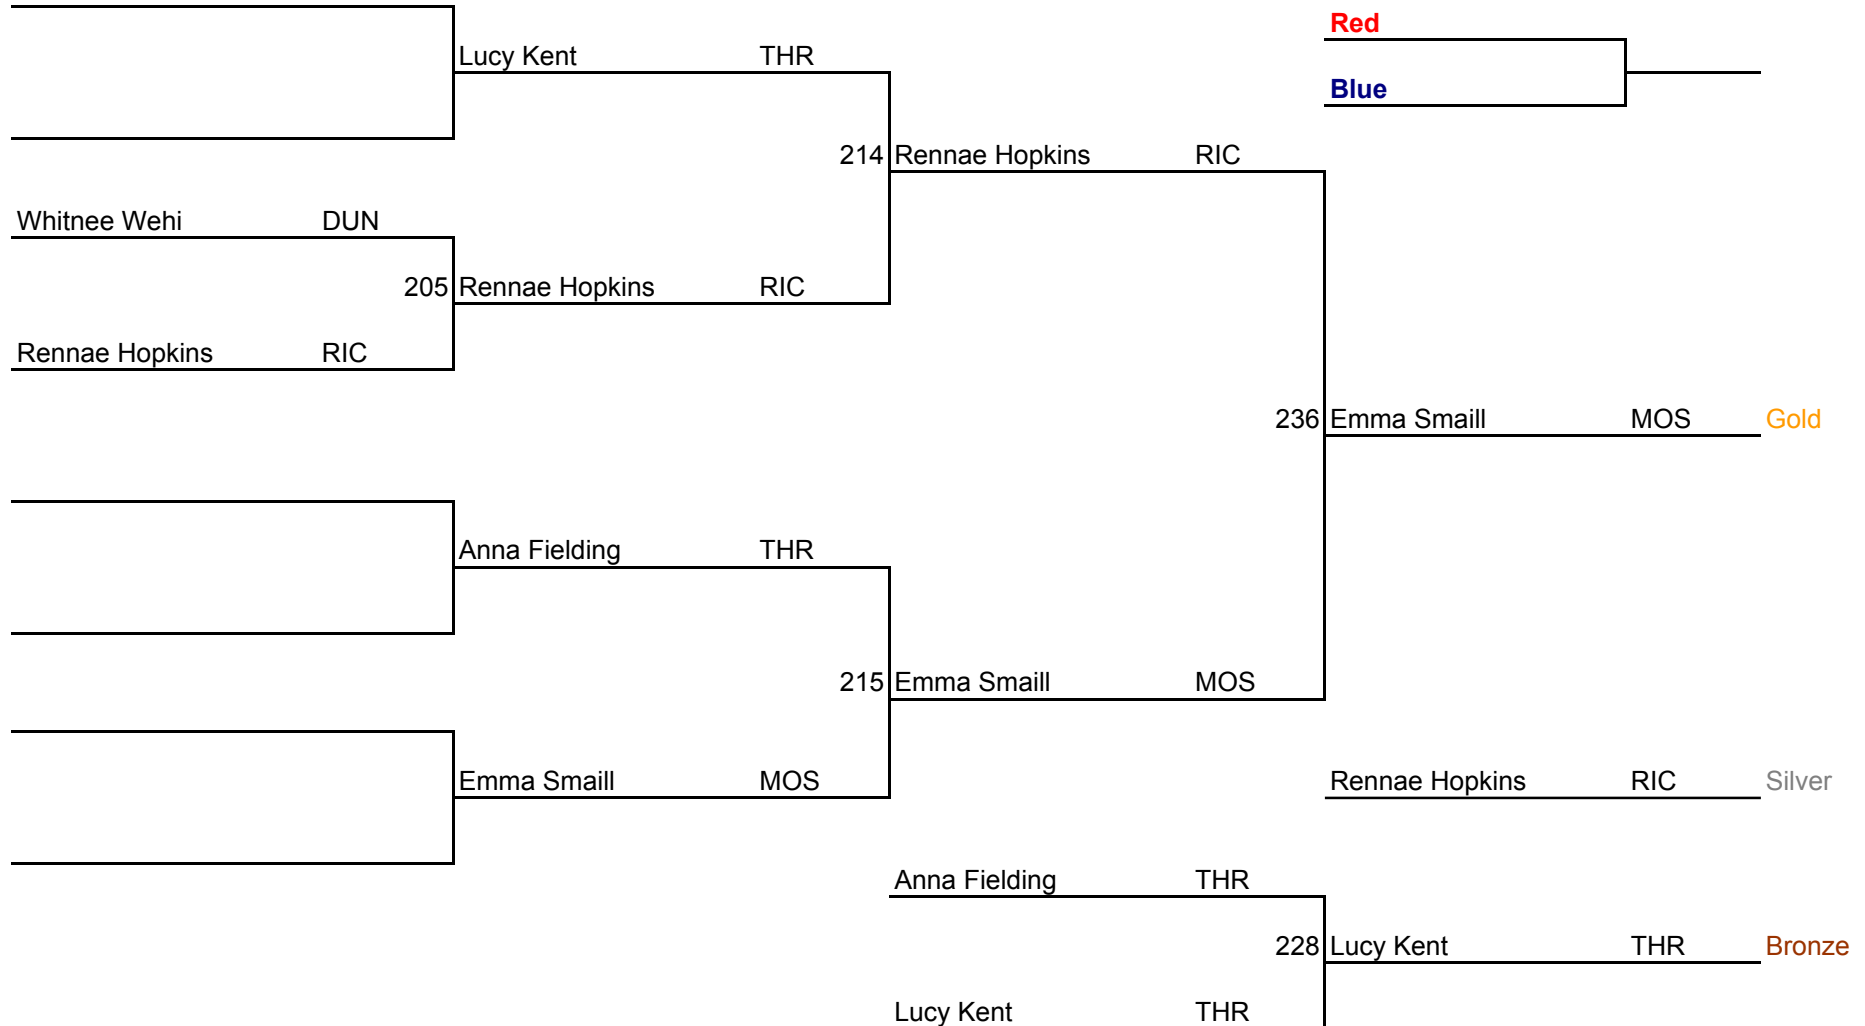 Red
Lucy Kent THR
Blue
214 Rennae Hopkins RIC
Whitnee Wehi DUN
205 Rennae Hopkins RIC
Rennae Hopkins RIC
236 Emma Smaill MOS Gold
Anna Fielding THR
215 Emma Smaill MOS
Emma Smaill MOS
Rennae Hopkins RIC Silver
Anna Fielding THR
228 Lucy Kent THR Bronze
Lucy Kent THR